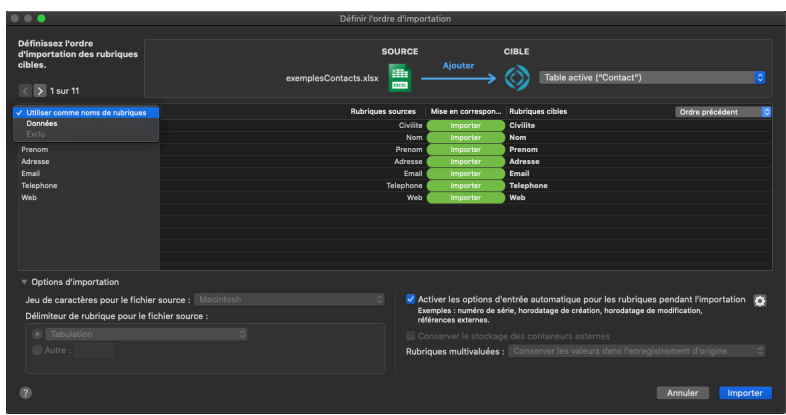 Définir l'ordre d'importation
Définissez l'ordre
d'importation des rubriques
cibles.
1 sur 11
SOURCE
CIBLE
exemplesContacts.xlsx
EXCEL
Ajouter
Table active ("Contact")
✓ Utiliser comme noms de rubriques
Données
Exclu
Rubriques sources
Mise en correspon...
Rubriques cibles
Ordre précédent
Civilite Importer Civilite
Nom Importer Nom
Prenom Prenom Importer Prenom
Adresse Adresse Importer Adresse
Email Email Importer Email
Telephone Telephone Importer Telephone
Web Web Importer Web
Options d'importation
Jeu de caractères pour le fichier source : Macintosh
Délimiteur de rubrique pour le fichier source :
Tabulation
Autre :
Activer les options d'entrée automatique pour les rubriques pendant l'importation
Exemples : numéro de série, horodatage de création, horodatage de modification,
références externes.
Conserver le stockage des conteneurs externes
Rubriques multivaluées : Conserver les valeurs dans l'enregistrement d'origine
?
Annuler
Importer